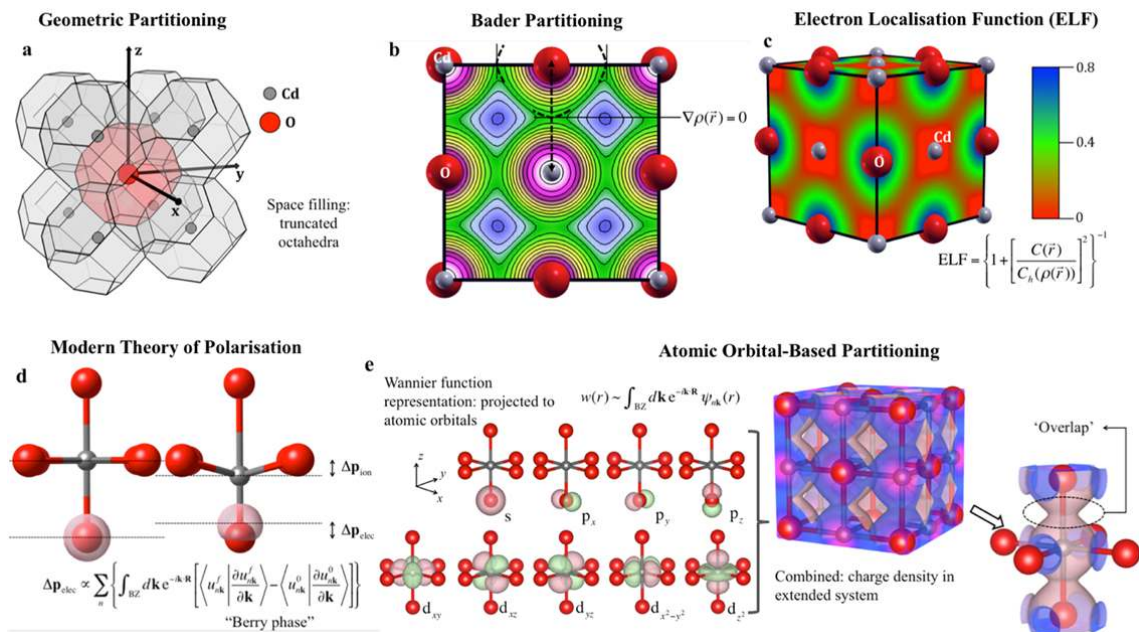 Geometric Partitioning
a
z
y
x
Cd
O
Space filling:
truncated
octahedra
Bader Partitioning
b
Cd
O
∇ρ(r⃗) = 0
Electron Localisation Function (ELF)
c
Cd
O
0.8
0.4
0
ELF = {1 + [C(r⃗) / C_h(ρ(r⃗))]²}⁻¹
Modern Theory of Polarisation
d
Δp_ion
Δp_elec
Δp_elec ∝ ∑_n {∫_BZ dk e^{-ik·R} [⟨u^f_nk | ∂u^f_nk / ∂k⟩ − ⟨u^0_nk | ∂u^0_nk / ∂k⟩]}
“Berry phase”
Atomic Orbital-Based Partitioning
e
Wannier function
representation: projected to
atomic orbitals
w(r) ~ ∫_BZ dk e^{-ik·R} ψ_nk(r)
z
y
x
s p_x p_y p_z
d_xy d_xz d_yz d_x²−y² d_z²
Combined: charge density in
extended system
‘Overlap’